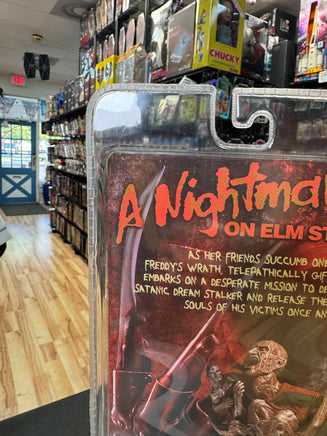 CHUCKY
A Nightma
ON ELM ST
AS HER FRIENDS SUCCUMB ONE
FREDDY'S WRATH, TELEPATHICALLY GIF
EMBARKS ON A DESPERATE MISSION TO DE
SATANIC DREAM STALKER AND RELEASE THE
SOULS OF HIS VICTIMS ONCE AN